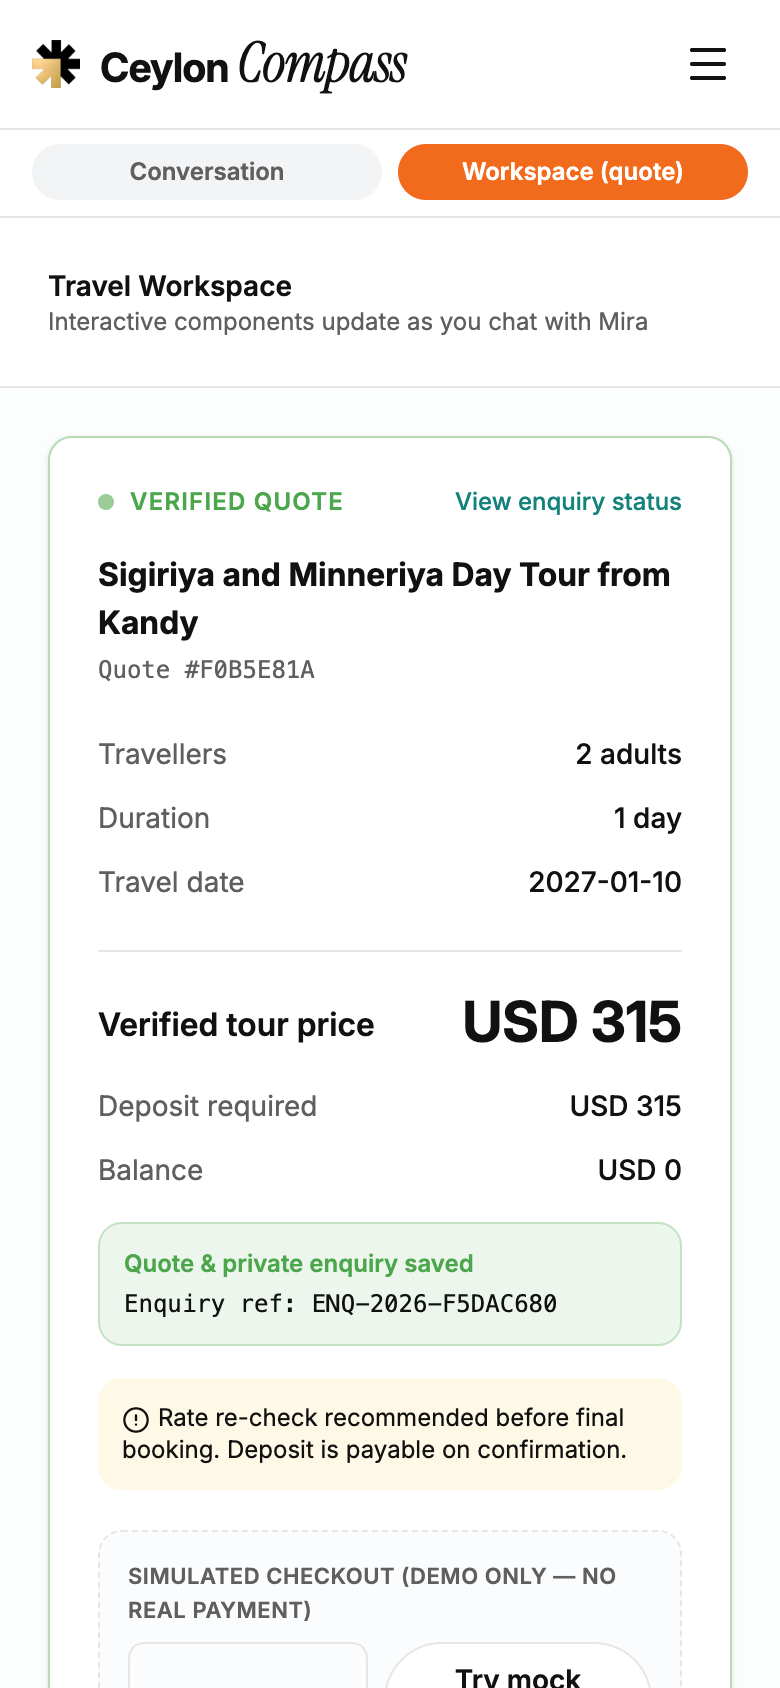 Ceylon Compass
Conversation
Workspace (quote)
Travel Workspace
Interactive components update as you chat with Mira
VERIFIED QUOTE
View enquiry status
Sigiriya and Minneriya Day Tour from
Kandy
Quote #F0B5E81A
Travellers
2 adults
Duration
1 day
Travel date
2027-01-10
Verified tour price
USD 315
Deposit required
USD 315
Balance
USD 0
Quote & private enquiry saved
Enquiry ref: ENQ-2026-F5DAC680
Rate re-check recommended before final
booking. Deposit is payable on confirmation.
SIMULATED CHECKOUT (DEMO ONLY — NO
REAL PAYMENT)
Try mock